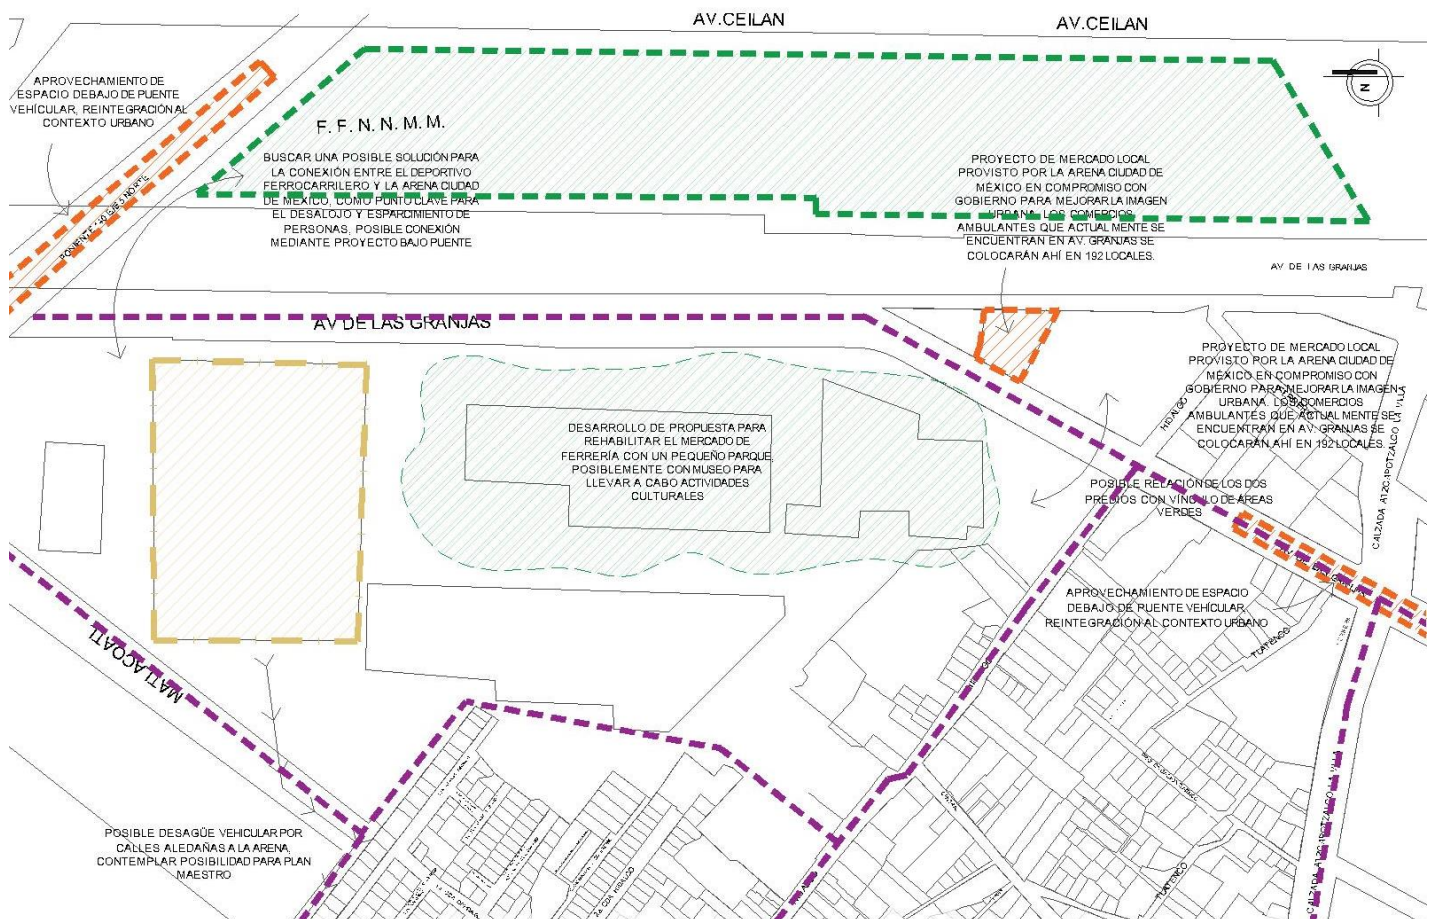 AV.CEILAN
AV.CEILAN
APROVECHAMIENTO DE
ESPACIO DEBAJO DE PUENTE
VEHÍCULAR, REINTEGRACIÓN AL
CONTEXTO URBANO
N
F. F. N. N. M. M.
BUSCAR UNA POSIBLE SOLUCIÓN PARA
LA CONEXIÓN ENTRE EL DEPORTIVO
FERROCARRILERO Y LA ARENA CIUDAD
DE MÉXICO, COMO PUNTO CLAVE PARA
EL DESALOJO Y ESPARCIMIENTO DE
PERSONAS, POSIBLE CONEXIÓN
MEDIANTE PROYECTO BAJO PUENTE
PROYECTO DE MERCADO LOCAL
PROVISTO POR LA ARENA CIUDAD DE
MÉXICO EN COMPROMISO CON
GOBIERNO PARA MEJORAR LA IMAGEN
URBANA. LOS COMERCIOS
AMBULANTES QUE ACTUALMENTE SE
ENCUENTRAN EN AV. GRANJAS SE
COLOCARÁN AHÍ EN 192 LOCALES.
AV DE LAS GRANJAS
AV DE LAS GRANJAS
PROYECTO DE MERCADO LOCAL
PROVISTO POR LA ARENA CIUDAD DE
MÉXICO EN COMPROMISO CON
GOBIERNO PARA MEJORAR LA IMAGEN
URBANA. LOS COMERCIOS
AMBULANTES QUE ACTUALMENTE SE
ENCUENTRAN EN AV. GRANJAS SE
COLOCARÁN AHÍ EN 192 LOCALES.
HIDALGO
CALZADA ATZCAPOTZALCO LA VILLA
DESARROLLO DE PROPUESTA PARA
REHABILITAR EL MERCADO DE
FERRERÍA CON UN PEQUEÑO PARQUE,
POSIBLEMENTE CON MUSEO PARA
LLEVAR A CABO ACTIVIDADES
CULTURALES
POSIBLE RELACIÓN DE LOS DOS
PREDIOS CON VÍNCULO DE ÁREAS
VERDES
APROVECHAMIENTO DE ESPACIO
DEBAJO DE PUENTE VEHÍCULAR,
REINTEGRACIÓN AL CONTEXTO URBANO
TLATENCO
MATLACOATL
POSIBLE DESAGÜE VEHICULAR POR
CALLES ALEDAÑAS A LA ARENA,
CONTEMPLAR POSIBILIDAD PARA PLAN
MAESTRO
TLATENCO
CALZADA ATZCAPOTZALCO LA VILLA